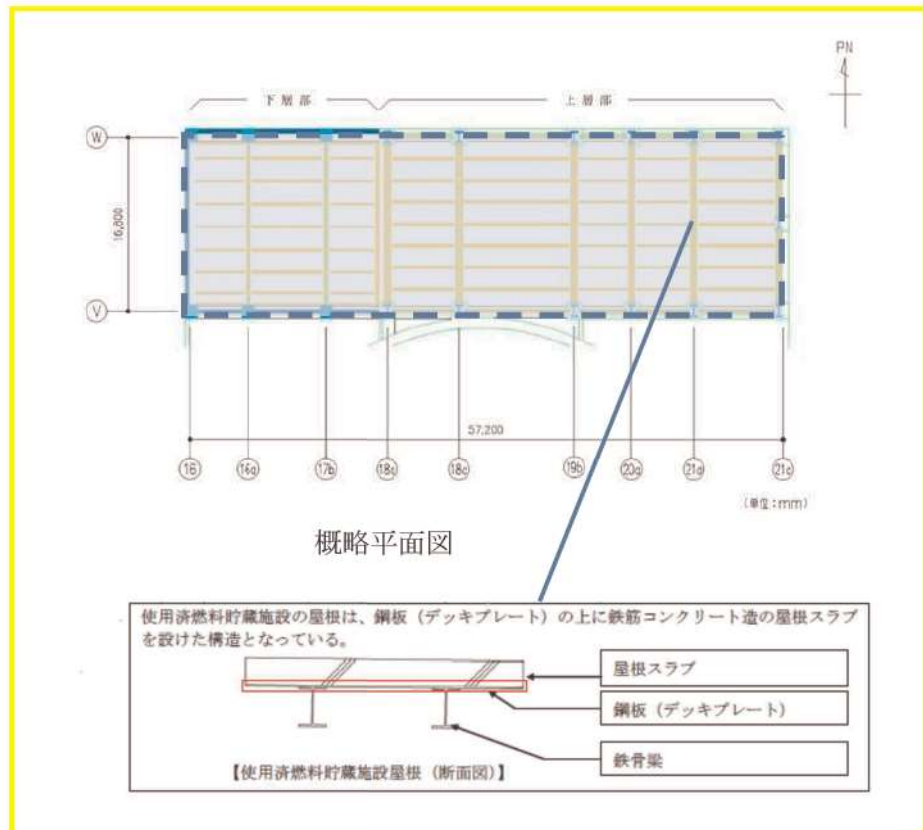 PN
下層部
上層部
W
16,800
V
57,200
16
16a
17b
18c
19b
20a
21a
21c
(単位:mm)
概略平面図
使用済燃料貯蔵施設の屋根は、鋼板（デッキプレート）の上に鉄筋コンクリート造の屋根スラブ
を設けた構造となっている。
屋根スラブ
鋼板（デッキプレート）
鉄骨梁
【使用済燃料貯蔵施設屋根（断面図）】